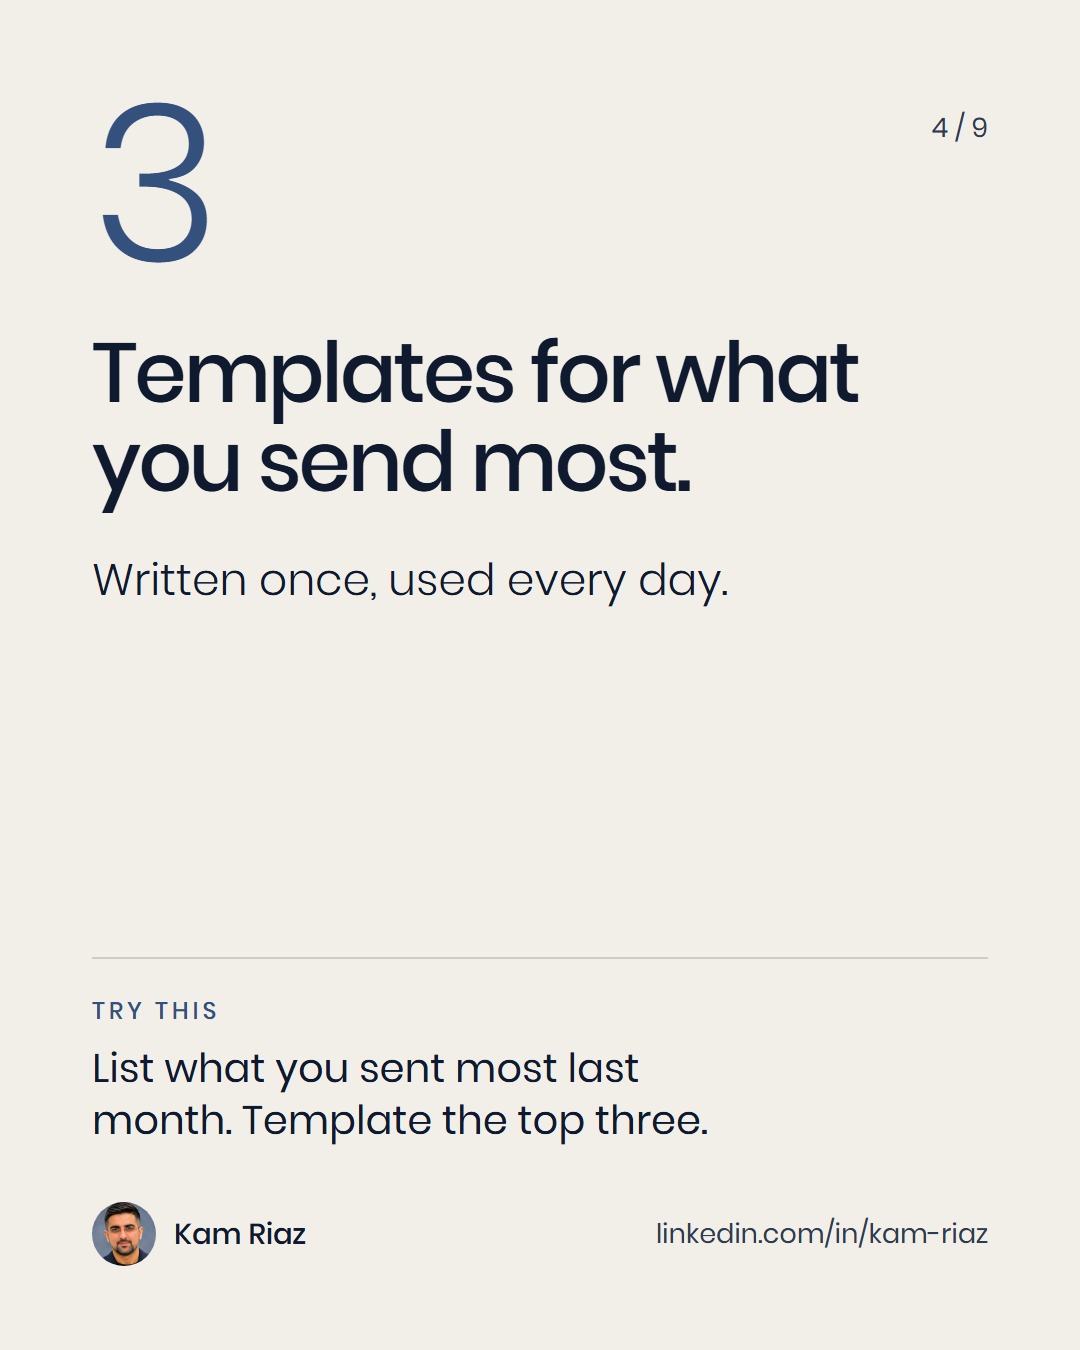 3
4 / 9
Templates for what
you send most.
Written once, used every day.
TRY THIS
List what you sent most last
month. Template the top three.
Kam Riaz
linkedin.com/in/kam-riaz